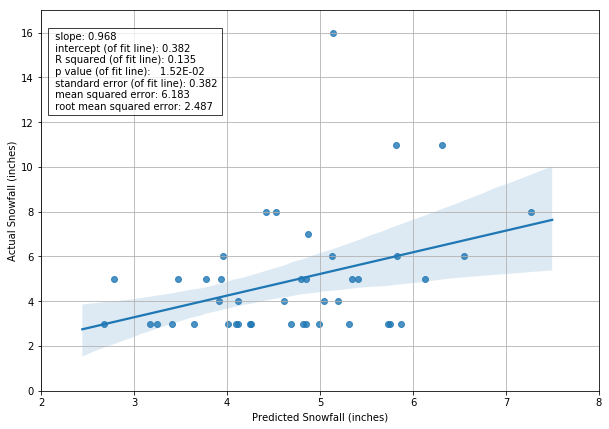 slope: 0.968
intercept (of fit line): 0.382
R squared (of fit line): 0.135
p value (of fit line):   1.52E-02
standard error (of fit line): 0.382
mean squared error: 6.183
root mean squared error: 2.487
Actual Snowfall (inches)
16
14
12
10
8
6
4
2
0
2 3 4 5 6 7 8
Predicted Snowfall (inches)